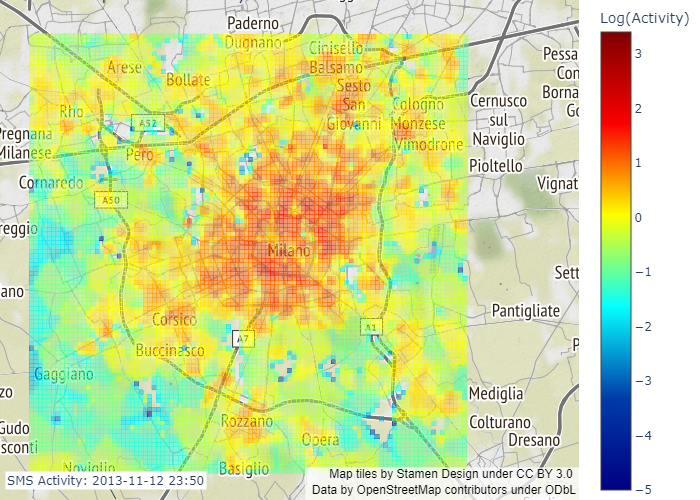 Paderno
Dugnano
Cinisello
Balsamo
Arese
Bollate
Sesto
San
Giovanni
Rho
Cologno
Monzese
Vimodrone
Cernusco
sul
Naviglio
Pessa
Con
Borna
Go
A52
Pregnana
Milanese
Pero
Pioltello
Cornaredo
Vignat
A50
reggio
Milano
Sett
ano
Corsico
A7
A1
Pantigliate
P
Buccinasco
Gaggiano
zo
Mediglia
Rozzano
Colturano
Gudo
sconti
Opera
Dresano
Noviglio
Basiglio
SMS Activity: 2013-11-12 23:50
Map tiles by Stamen Design under CC BY 3.0
Data by OpenStreetMap contributors under ODbL
Log(Activity)
3
2
1
0
−1
−2
−3
−4
−5